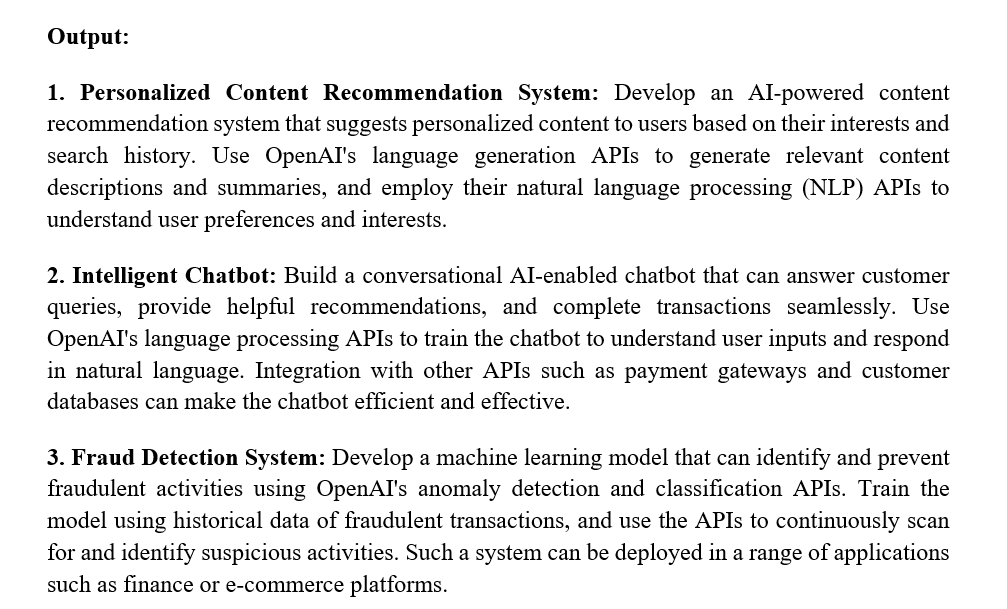 Output:
1. Personalized Content Recommendation System: Develop an AI-powered content
recommendation system that suggests personalized content to users based on their interests and
search history. Use OpenAI's language generation APIs to generate relevant content
descriptions and summaries, and employ their natural language processing (NLP) APIs to
understand user preferences and interests.
2. Intelligent Chatbot: Build a conversational AI-enabled chatbot that can answer customer
queries, provide helpful recommendations, and complete transactions seamlessly. Use
OpenAI's language processing APIs to train the chatbot to understand user inputs and respond
in natural language. Integration with other APIs such as payment gateways and customer
databases can make the chatbot efficient and effective.
3. Fraud Detection System: Develop a machine learning model that can identify and prevent
fraudulent activities using OpenAI's anomaly detection and classification APIs. Train the
model using historical data of fraudulent transactions, and use the APIs to continuously scan
for and identify suspicious activities. Such a system can be deployed in a range of applications
such as finance or e-commerce platforms.